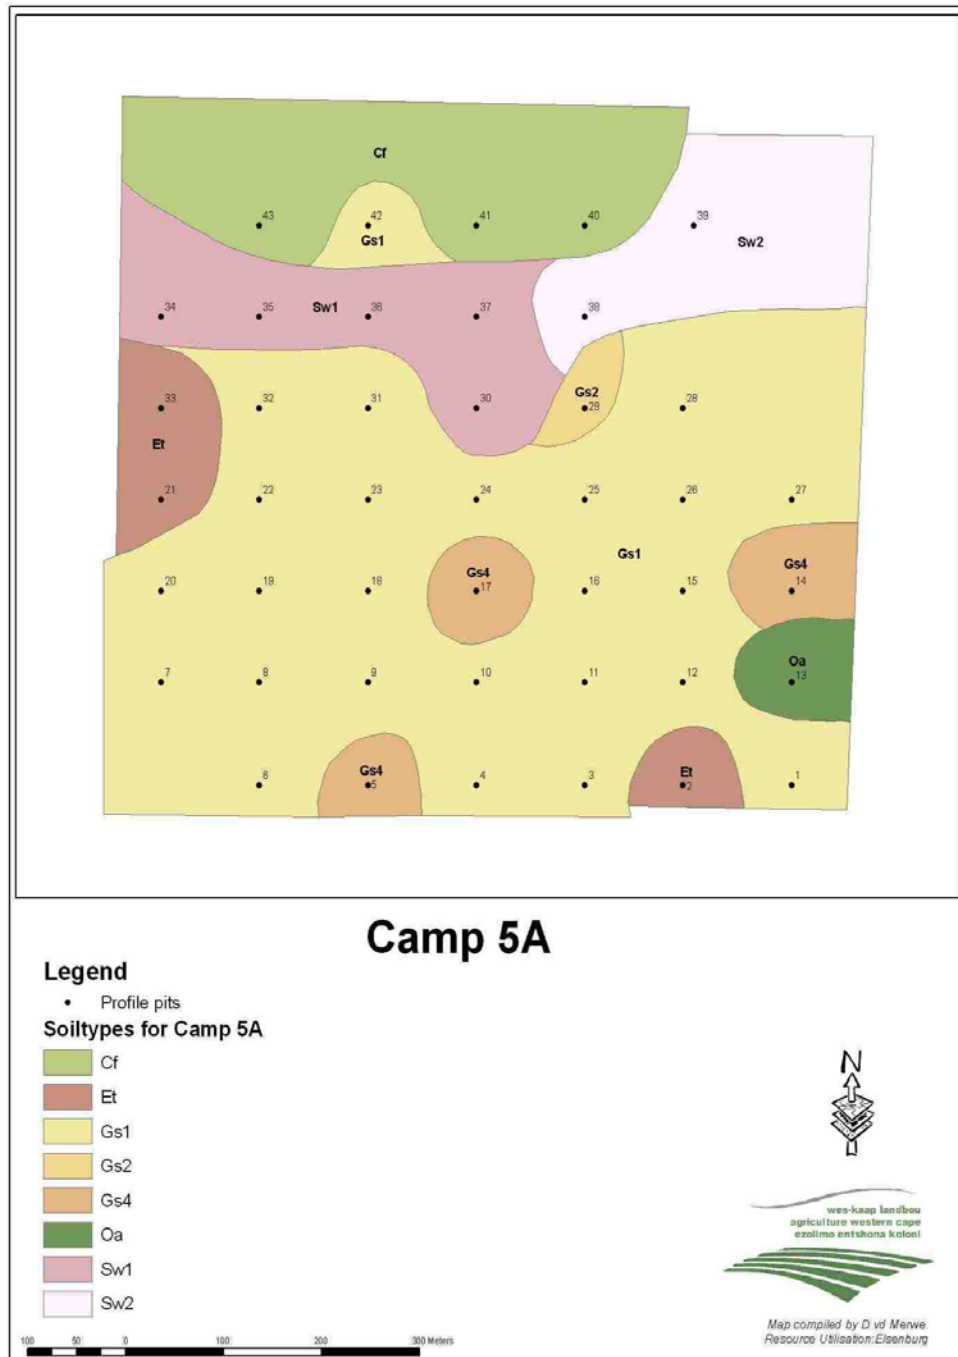 Cf
43
42
41
40
39
Gs1
Sw2
34
35
Sw1
36
37
38
33
32
31
30
Gs2
29
28
Et
21
22
23
24
25
26
27
Gs1
20
19
18
Gs4
17
16
15
Gs4
14
7
8
9
10
11
12
Oa
13
6
Gs4
5
4
3
Et
2
1
Camp 5A
Legend
Profile pits
Soiltypes for Camp 5A
Cf
Et
Gs1
Gs2
Gs4
Oa
Sw1
Sw2
N
wes-kaap landbou
agriculture western cape
ezolimo entshona koloni
Map compiled by D vd Merwe
Resource Utilisation:Elsenburg
100 50 0 100 200 300 Meters